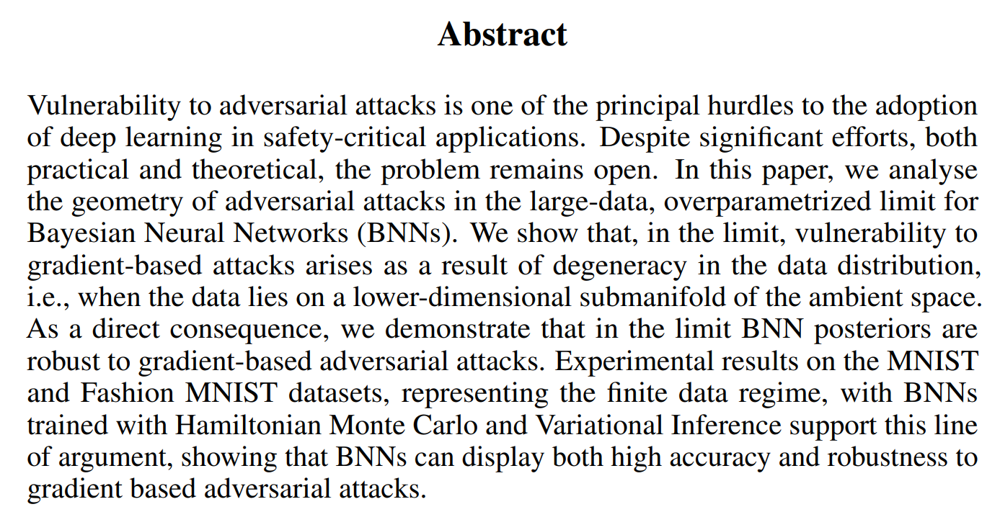 Abstract
Vulnerability to adversarial attacks is one of the principal hurdles to the adoption
of deep learning in safety-critical applications. Despite significant efforts, both
practical and theoretical, the problem remains open. In this paper, we analyse
the geometry of adversarial attacks in the large-data, overparametrized limit for
Bayesian Neural Networks (BNNs). We show that, in the limit, vulnerability to
gradient-based attacks arises as a result of degeneracy in the data distribution,
i.e., when the data lies on a lower-dimensional submanifold of the ambient space.
As a direct consequence, we demonstrate that in the limit BNN posteriors are
robust to gradient-based adversarial attacks. Experimental results on the MNIST
and Fashion MNIST datasets, representing the finite data regime, with BNNs
trained with Hamiltonian Monte Carlo and Variational Inference support this line
of argument, showing that BNNs can display both high accuracy and robustness to
gradient based adversarial attacks.